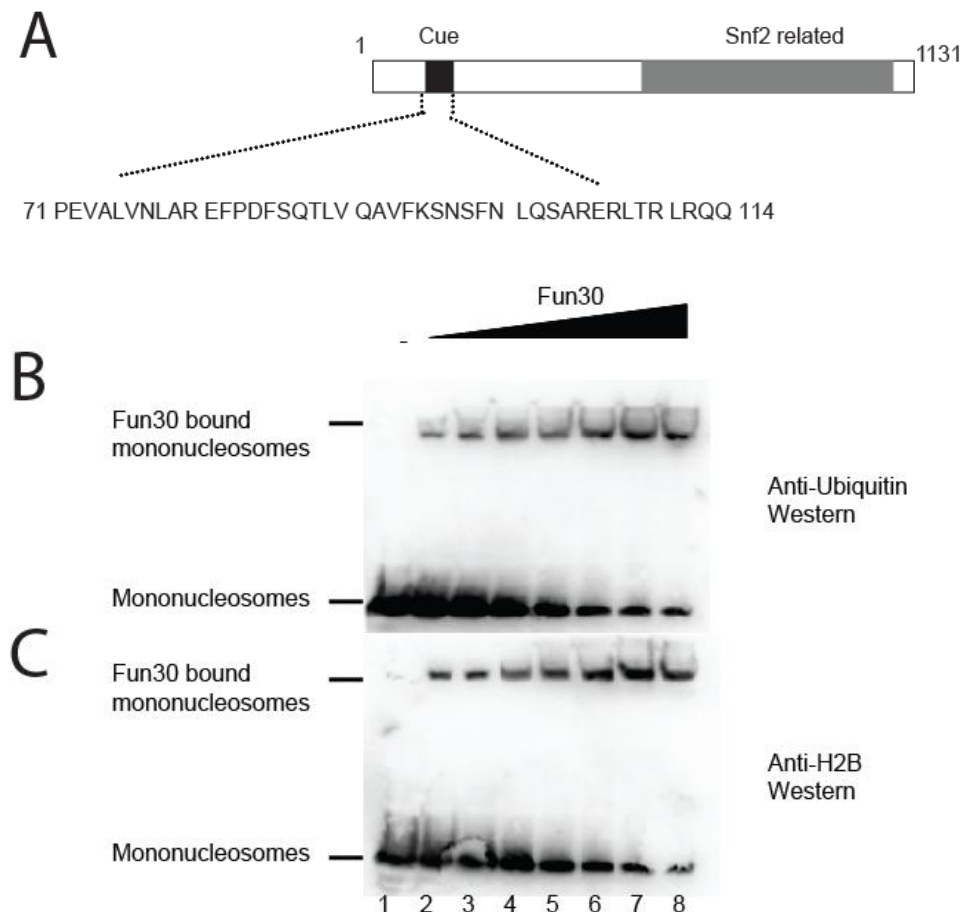 A
Cue
Snf2 related
1
1131
71 PEVALVNLAR EFPDFSQTLV QAVFKSNSFN LQSARERLTR LRQQ 114
Fun30
-
B
Fun30 bound
mononucleosomes
Anti-Ubiquitin
Western
Mononucleosomes
C
Fun30 bound
mononucleosomes
Anti-H2B
Western
Mononucleosomes
1 2 3 4 5 6 7 8